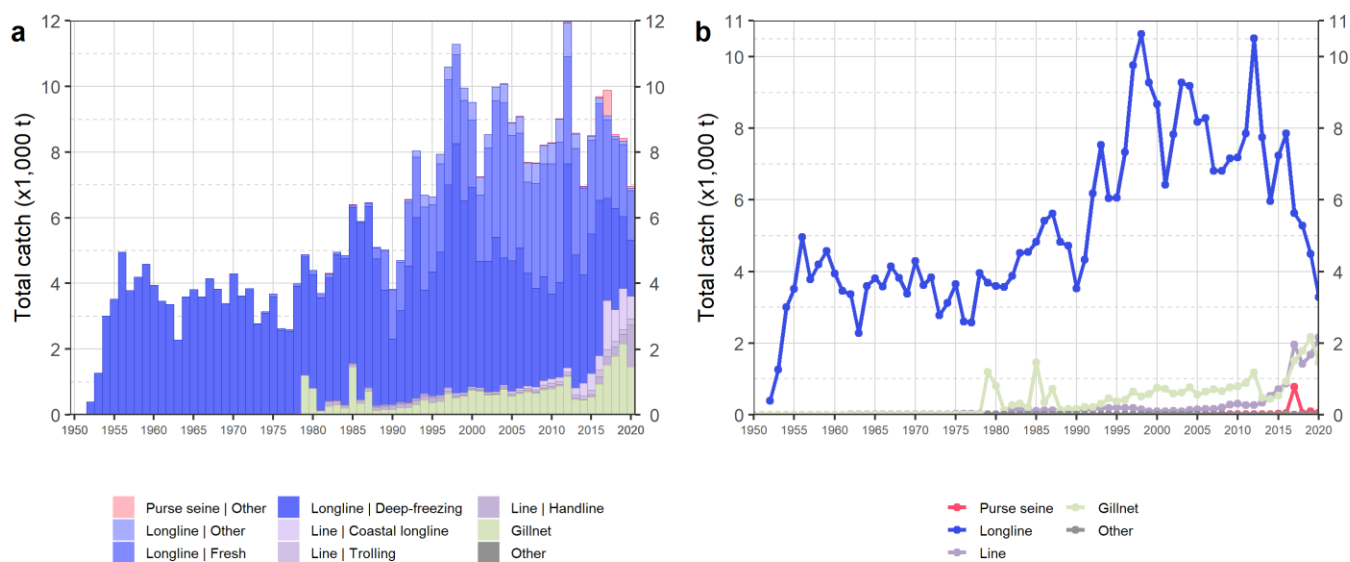 a
Total catch (x1,000 t)
12
10
8
6
4
2
0
12
10
8
6
4
2
0
1950 1955 1960 1965 1970 1975 1980 1985 1990 1995 2000 2005 2010 2015 2020
Purse seine | Other
Longline | Other
Longline | Fresh
Longline | Deep-freezing
Line | Coastal longline
Line | Trolling
Line | Handline
Gillnet
Other
b
Total catch (x1,000 t)
11
10
8
6
4
2
0
11
10
8
6
4
2
0
1950 1955 1960 1965 1970 1975 1980 1985 1990 1995 2000 2005 2010 2015 2020
Purse seine
Longline
Line
Gillnet
Other